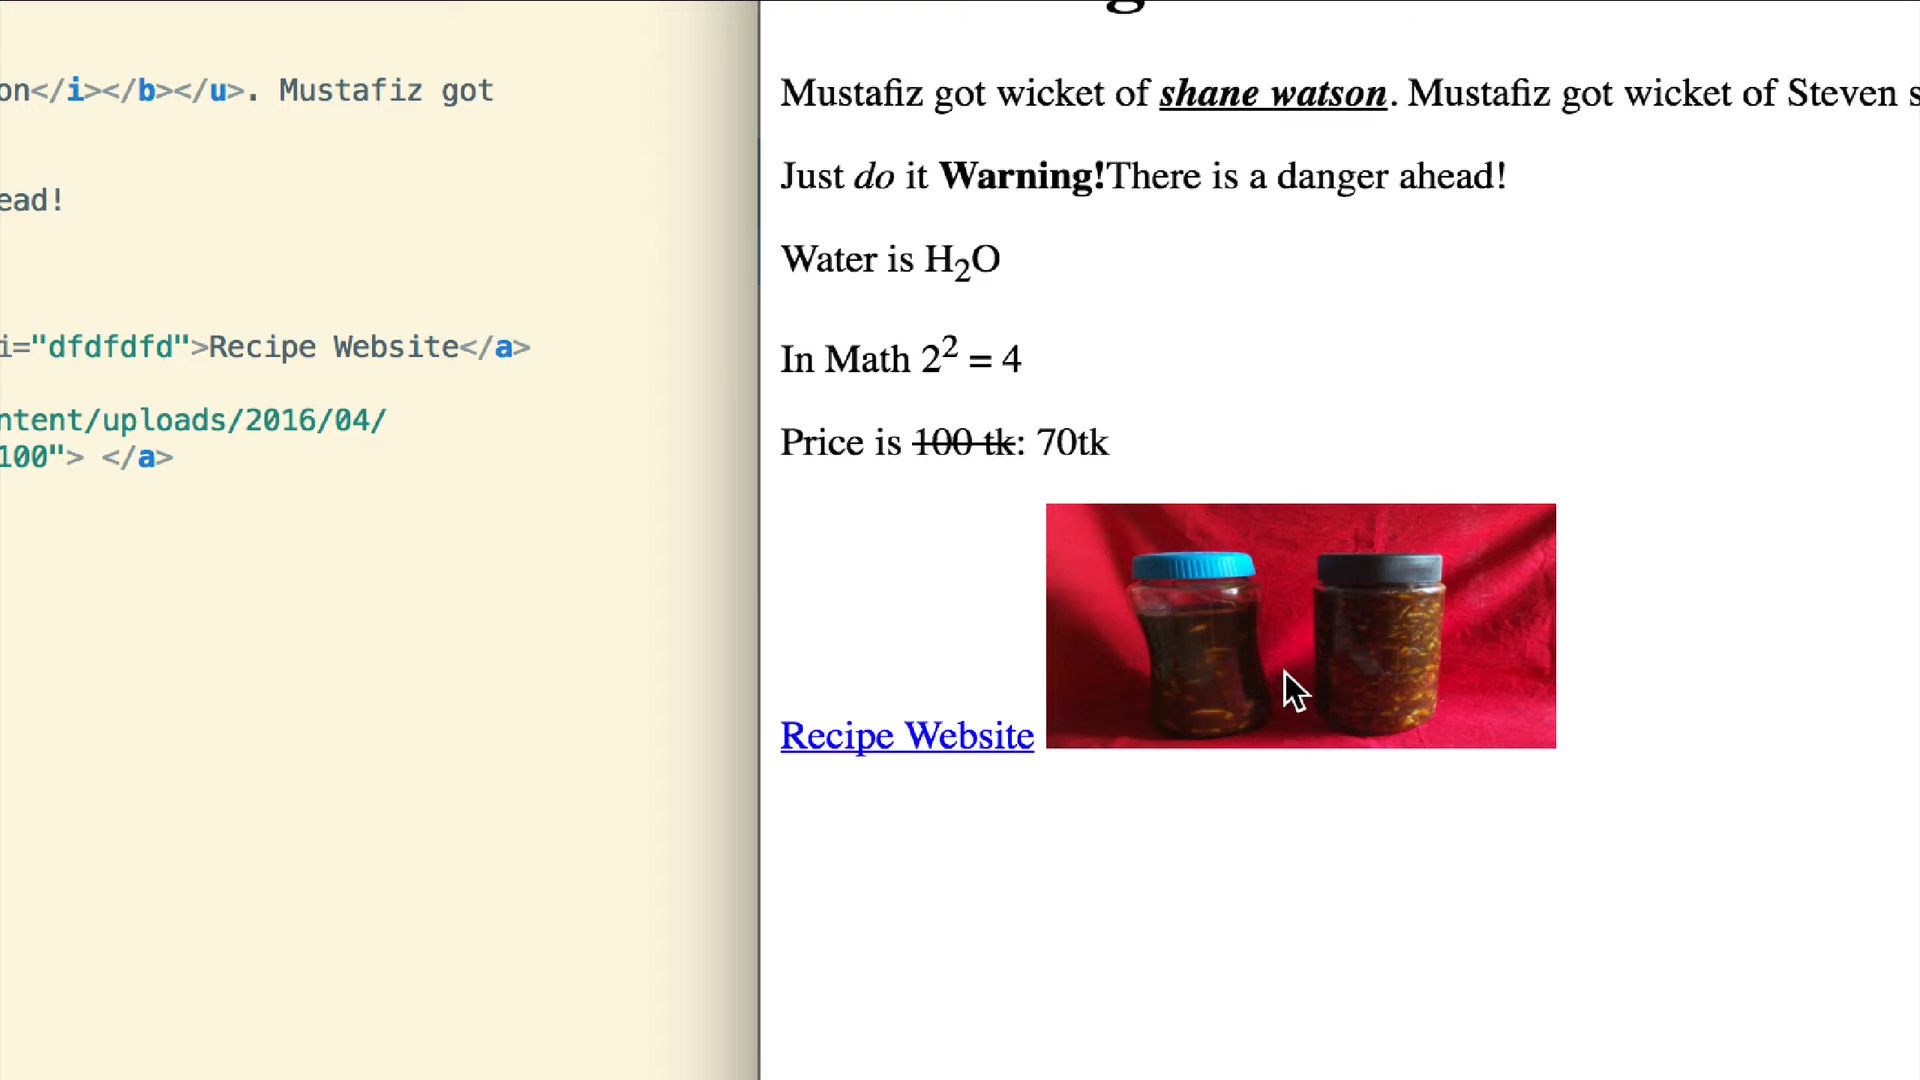 on</i></b></u>. Mustafiz got
ead!
i="dfdfdfd">Recipe Website</a>
ntent/uploads/2016/04/
100"> </a>
Mustafiz got wicket of shane watson. Mustafiz got wicket of Steven s
Just do it Warning!There is a danger ahead!
Water is H₂O
In Math 2² = 4
Price is 100 tk: 70tk
Recipe Website